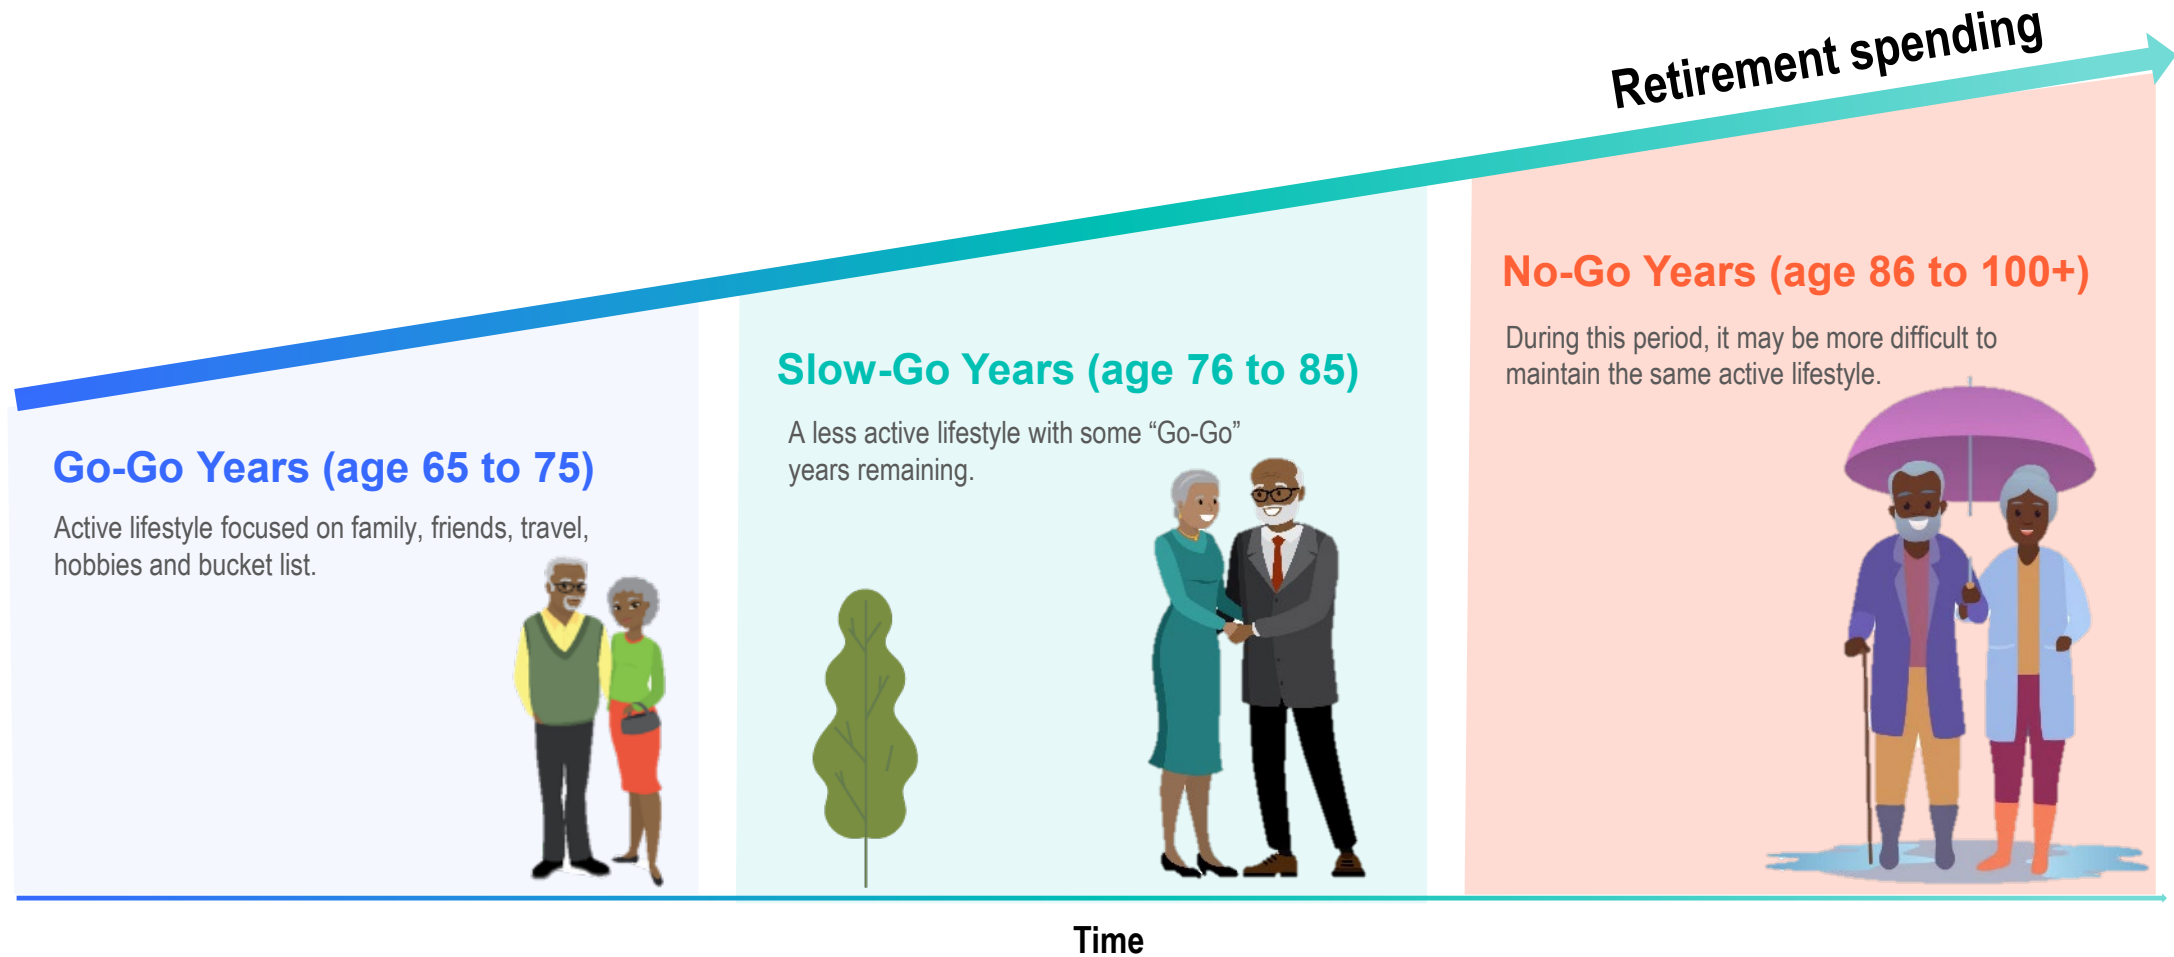 Retirement spending
Go-Go Years (age 65 to 75)
Active lifestyle focused on family, friends, travel,
hobbies and bucket list.
Slow-Go Years (age 76 to 85)
A less active lifestyle with some “Go-Go”
years remaining.
No-Go Years (age 86 to 100+)
During this period, it may be more difficult to
maintain the same active lifestyle.
Time